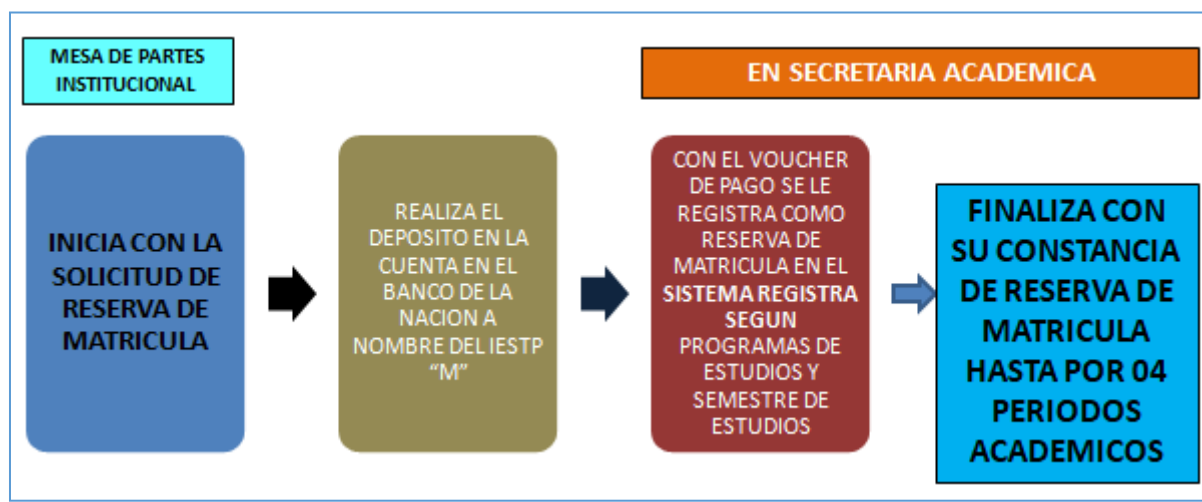 MESA DE PARTES
INSTITUCIONAL
EN SECRETARIA ACADEMICA
INICIA CON LA
SOLICITUD DE
RESERVA DE
MATRICULA
REALIZA EL
DEPOSITO EN LA
CUENTA EN EL
BANCO DE LA
NACION A
NOMBRE DEL IESTP
“M”
CON EL VOUCHER
DE PAGO SE LE
REGISTRA COMO
RESERVA DE
MATRICULA EN EL
SISTEMA REGISTRA
SEGUN
PROGRAMAS DE
ESTUDIOS Y
SEMESTRE DE
ESTUDIOS
FINALIZA CON
SU CONSTANCIA
DE RESERVA DE
MATRICULA
HASTA POR 04
PERIODOS
ACADEMICOS